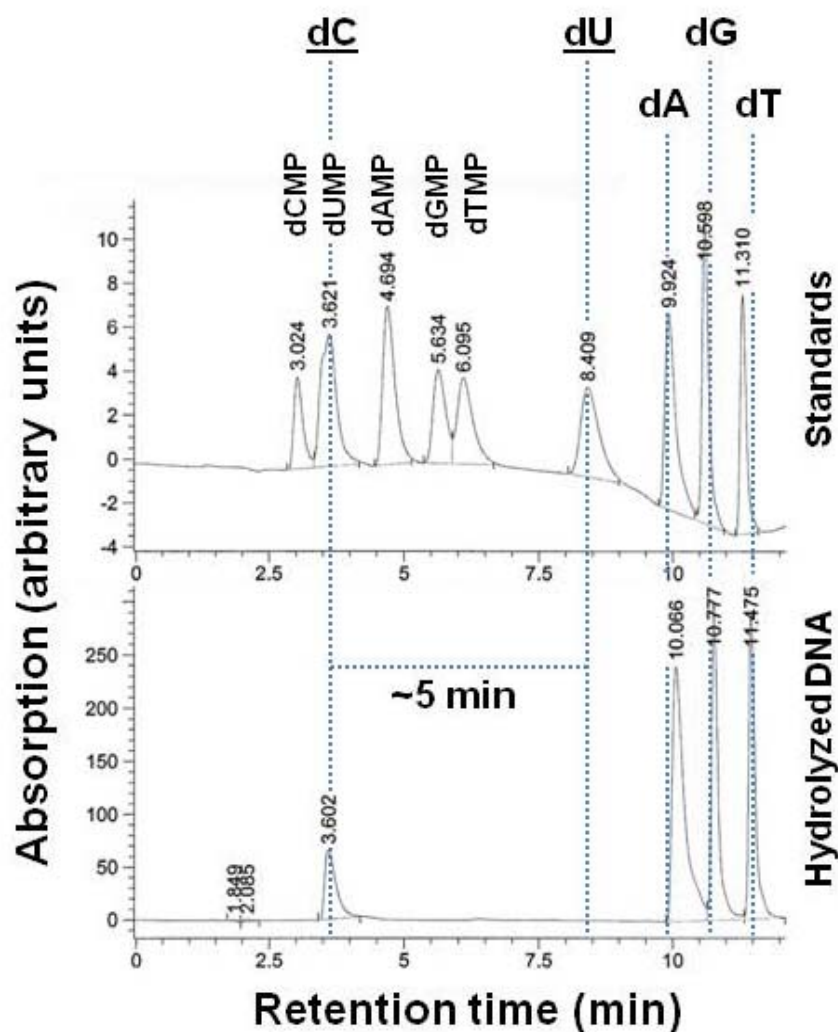 dC dU dG
dA dT
dCMP dUMP dAMP dGMP dTMP
3.024 3.621 4.694 5.634 6.095 8.409 9.924 10.598 11.310
10
8
6
4
2
0
-2
-4
0 2.5 5 7.5 10
Standards
Absorption (arbitrary units)
250
200
150
100
50
0
1.849 2.085 3.602 10.066 10.777 11.475
~5 min
Hydrolyzed DNA
0 2.5 5 7.5 10
Retention time (min)